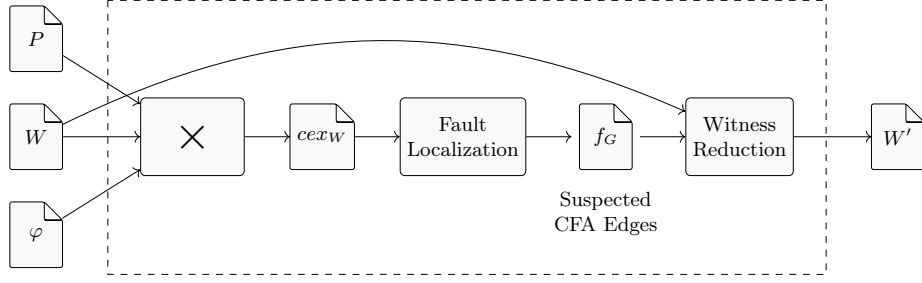 P
W
φ
×
cex_W
Fault
Localization
f_G
Suspected
CFA Edges
Witness
Reduction
W′